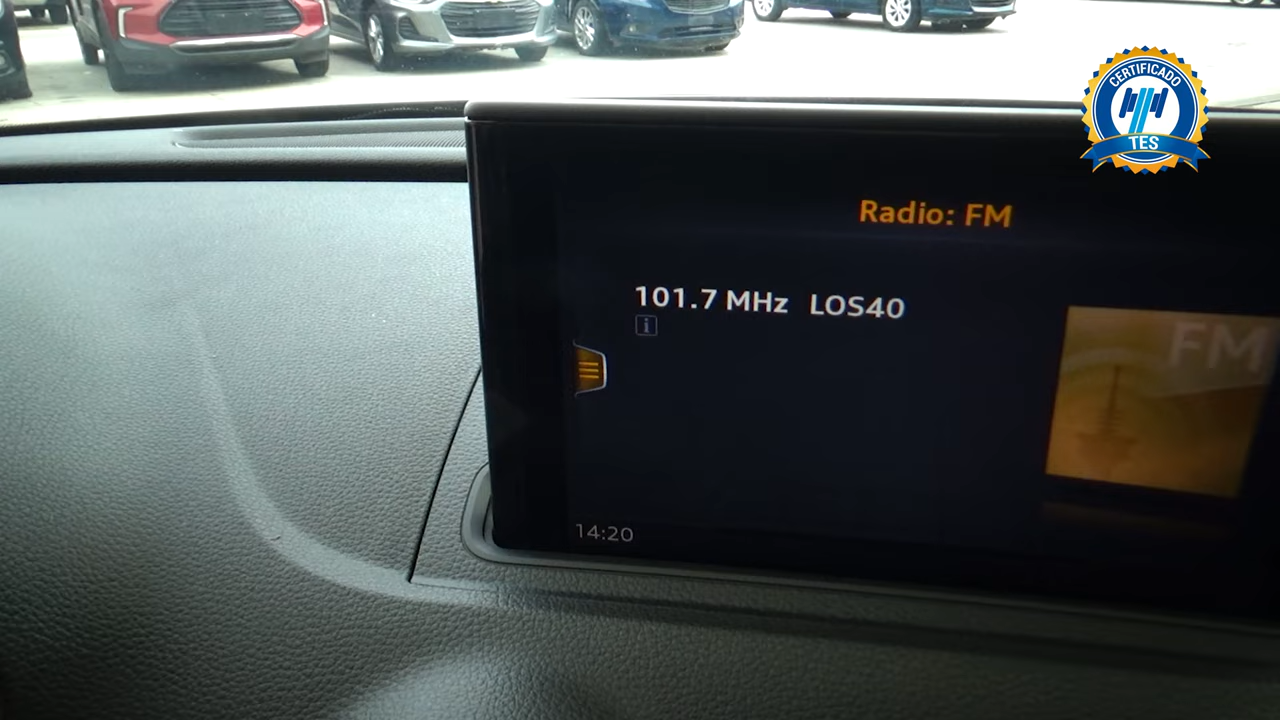 CERTIFICADO
TES
Radio: FM
101.7 MHz LOS40
i
FM
14:20